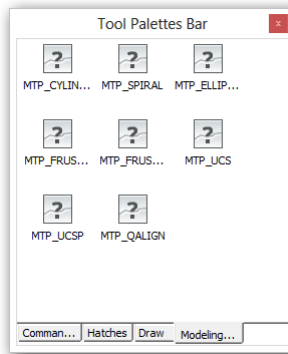 Tool Palettes Bar x
MTP_CYLIN... MTP_SPIRAL MTP_ELLIP...
MTP_FRUS... MTP_FRUS... MTP_UCS
MTP_UCSP MTP_QALIGN
Comman... Hatches Draw Modeling...